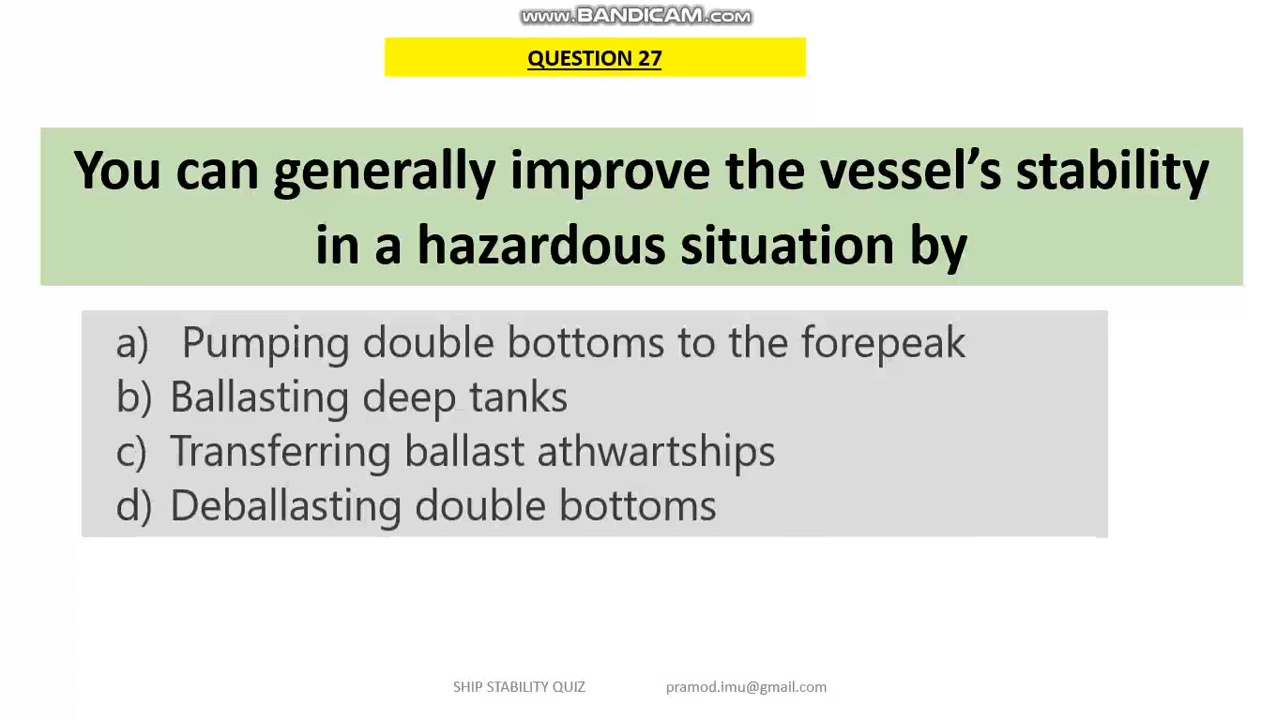 www.BANDICAM.com
QUESTION 27
You can generally improve the vessel’s stability
in a hazardous situation by
a) Pumping double bottoms to the forepeak
b) Ballasting deep tanks
c) Transferring ballast athwartships
d) Deballasting double bottoms
SHIP STABILITY QUIZ pramod.imu@gmail.com